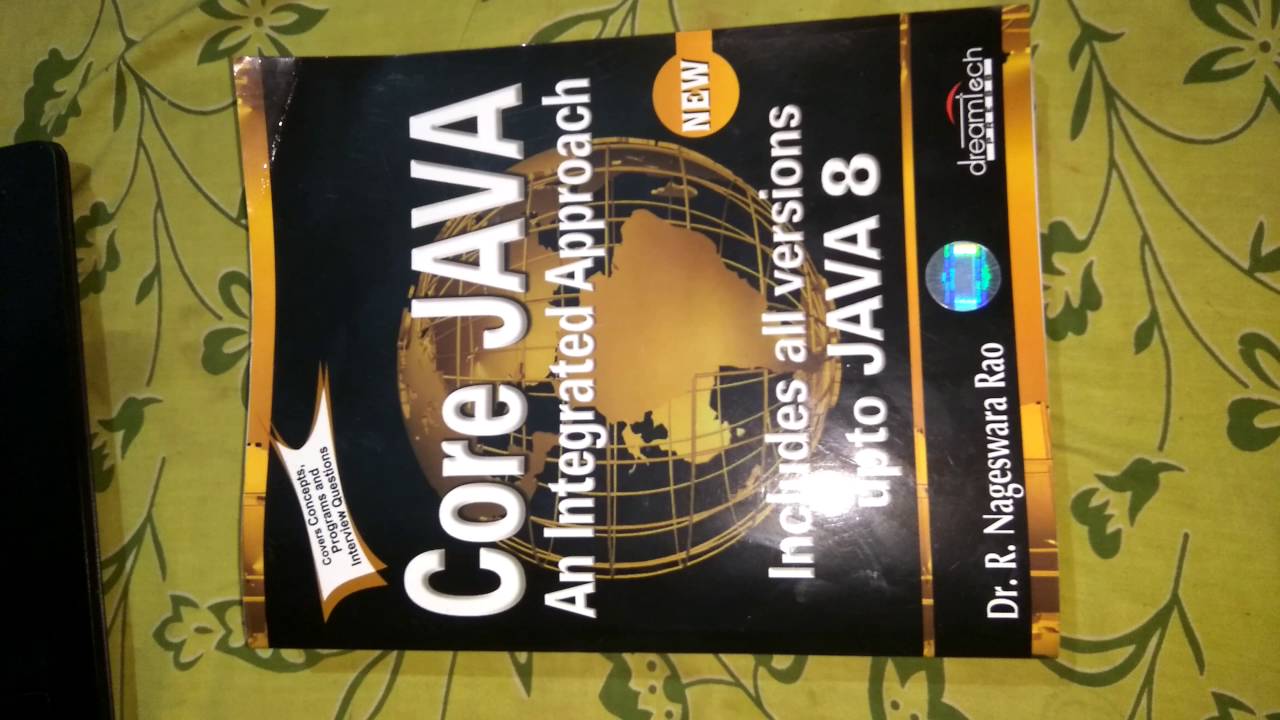 Covers Concepts,
Programs and
Interview Questions
Core JAVA
An Integrated Approach
NEW
Includes all versions
upto JAVA 8
Dr. R. Nageswara Rao
dreamtech